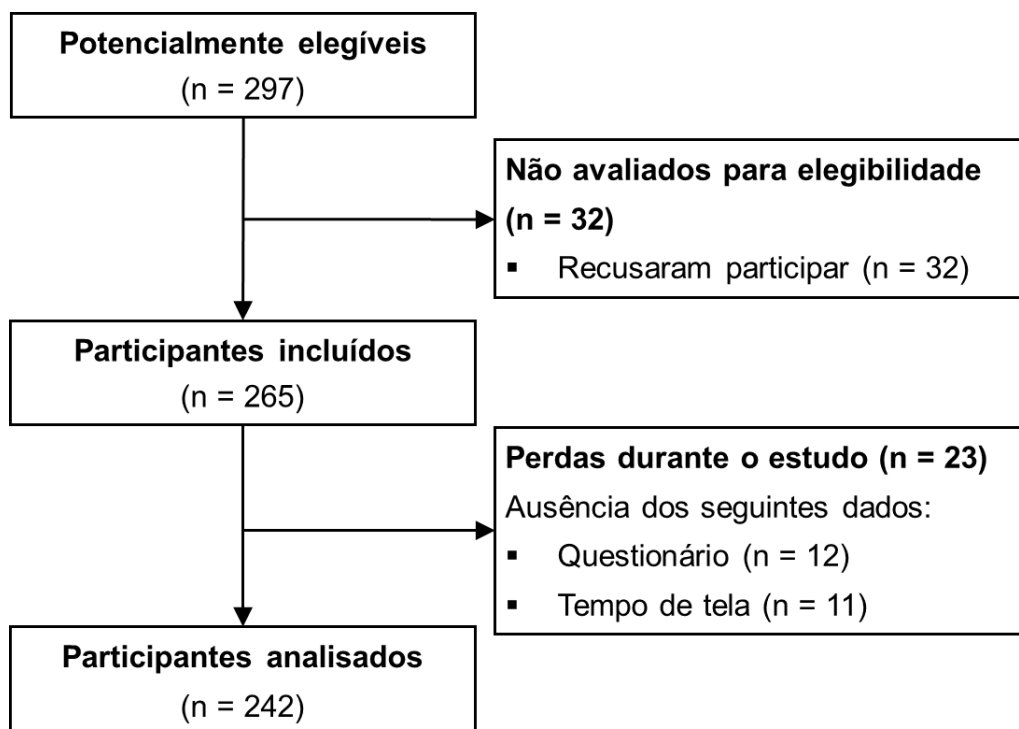 Potencialmente elegíveis
(n = 297)
Não avaliados para elegibilidade
(n = 32)
▪ Recusaram participar (n = 32)
Participantes incluídos
(n = 265)
Perdas durante o estudo (n = 23)
Ausência dos seguintes dados:
▪ Questionário (n = 12)
▪ Tempo de tela (n = 11)
Participantes analisados
(n = 242)